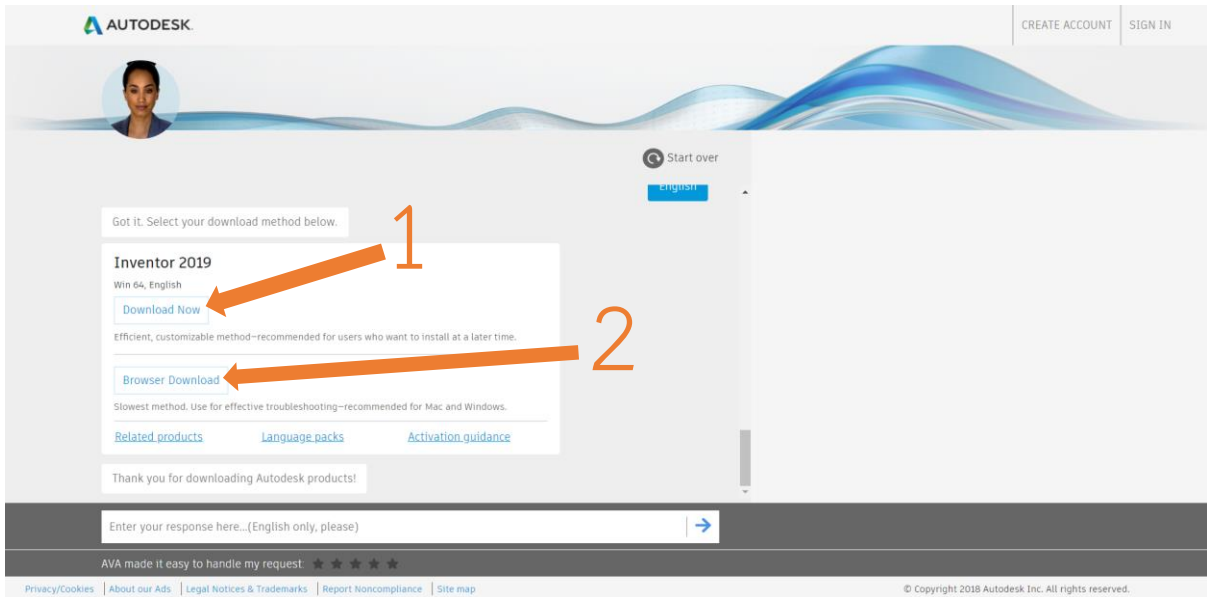 AUTODESK.
CREATE ACCOUNT
SIGN IN
Start over
English
Got it. Select your download method below.
1
Inventor 2019
Win 64, English
Download Now
Efficient, customizable method—recommended for users who want to install at a later time.
2
Browser Download
Slowest method. Use for effective troubleshooting—recommended for Mac and Windows.
Related products Language packs Activation guidance
Thank you for downloading Autodesk products!
Enter your response here...(English only, please)
AVA made it easy to handle my request:
Privacy/Cookies | About our Ads | Legal Notices & Trademarks | Report Noncompliance | Site map
© Copyright 2018 Autodesk Inc. All rights reserved.